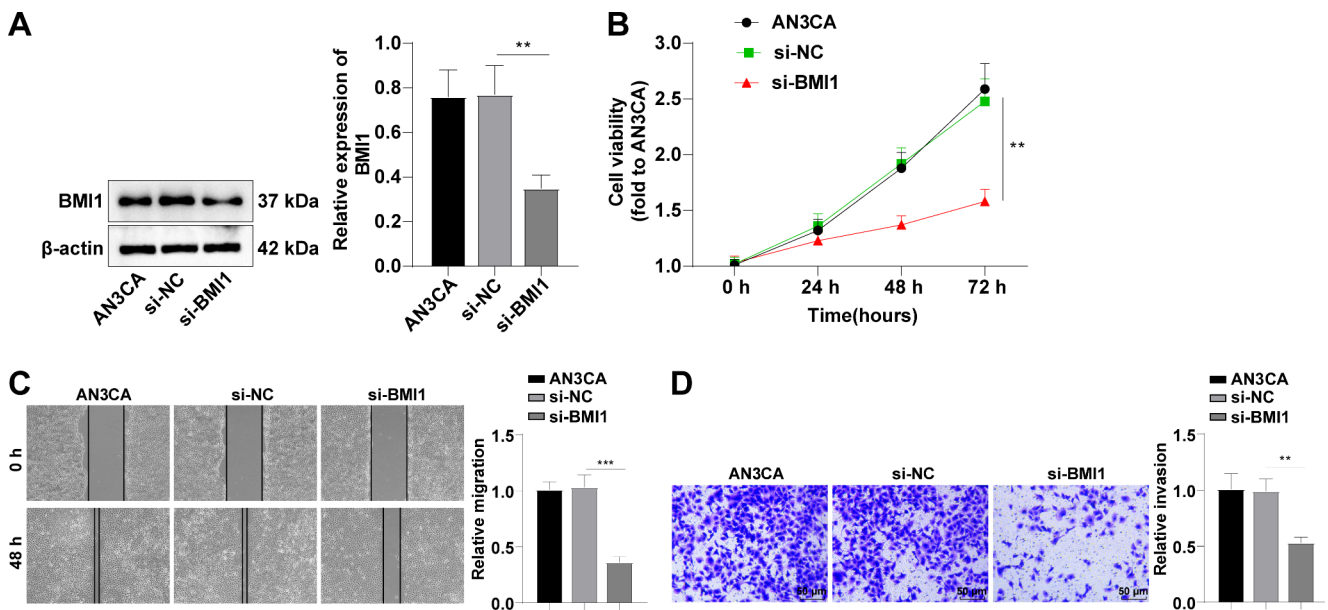 A
Relative expression of
BMI1
1.0
0.8
0.6
0.4
0.2
0.0
**
AN3CA
si-NC
si-BMI1
BMI1
37 kDa
β-actin
42 kDa
AN3CA
si-NC
si-BMI1
B
AN3CA
si-NC
si-BMI1
Cell viability
(fold to AN3CA)
3.0
2.5
2.0
1.5
1.0
**
0 h
24 h
48 h
72 h
Time(hours)
C
AN3CA
si-NC
si-BMI1
0 h
48 h
AN3CA
si-NC
si-BMI1
Relative migration
1.5
1.0
0.5
0.0
***
D
AN3CA
si-NC
si-BMI1
50 μm
50 μm
50 μm
AN3CA
si-NC
si-BMI1
Relative invasion
1.5
1.0
0.5
0.0
**